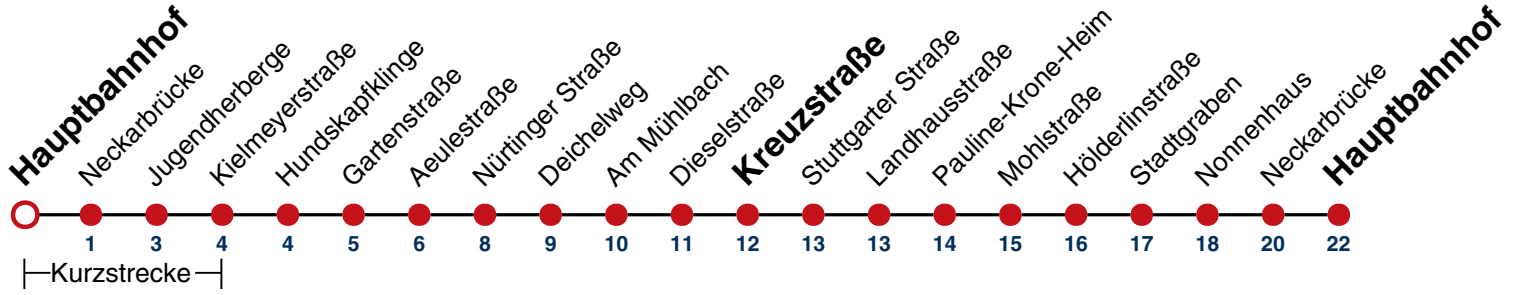 Hauptbahnhof
Neckarbrücke
Jugendherberge
Kielmeyerstraße
Hundskapfklinge
Gartenstraße
Aeulestraße
Nürtinger Straße
Deichelweg
Am Mühlbach
Dieselstraße
Kreuzstraße
Stuttgarter Straße
Landhausstraße
Pauline-Krone-Heim
Mohlstraße
Hölderlinstraße
Stadtgraben
Nonnenhaus
Neckarbrücke
Hauptbahnhof
1 3 4 4 5 6 8 9 10 11 12 13 13 14 15 16 17 18 20 22
Kurzstrecke